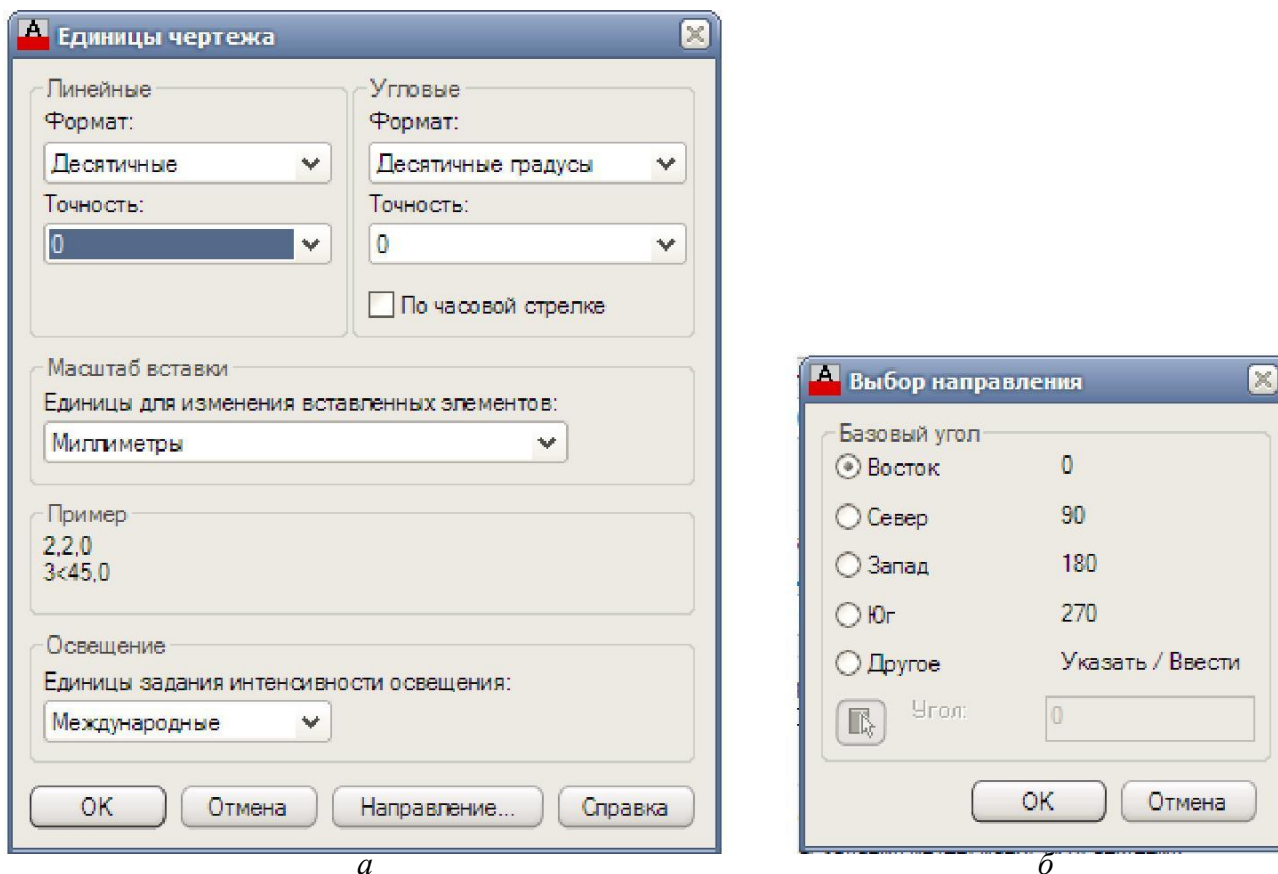 Единицы чертежа
Линейные
Формат:
Десятичные
Точность:
0
Угловые
Формат:
Десятичные градусы
Точность:
0
По часовой стрелке
Масштаб вставки
Единицы для изменения вставленных элементов:
Миллиметры
Пример
2,2,0
3<45,0
Освещение
Единицы задания интенсивности освещения:
Международные
OK Отмена Направление... Справка
а
Выбор направления
Базовый угол
Восток 0
Север 90
Запад 180
Юг 270
Другое Указать / Ввести
Угол: 0
OK Отмена
б